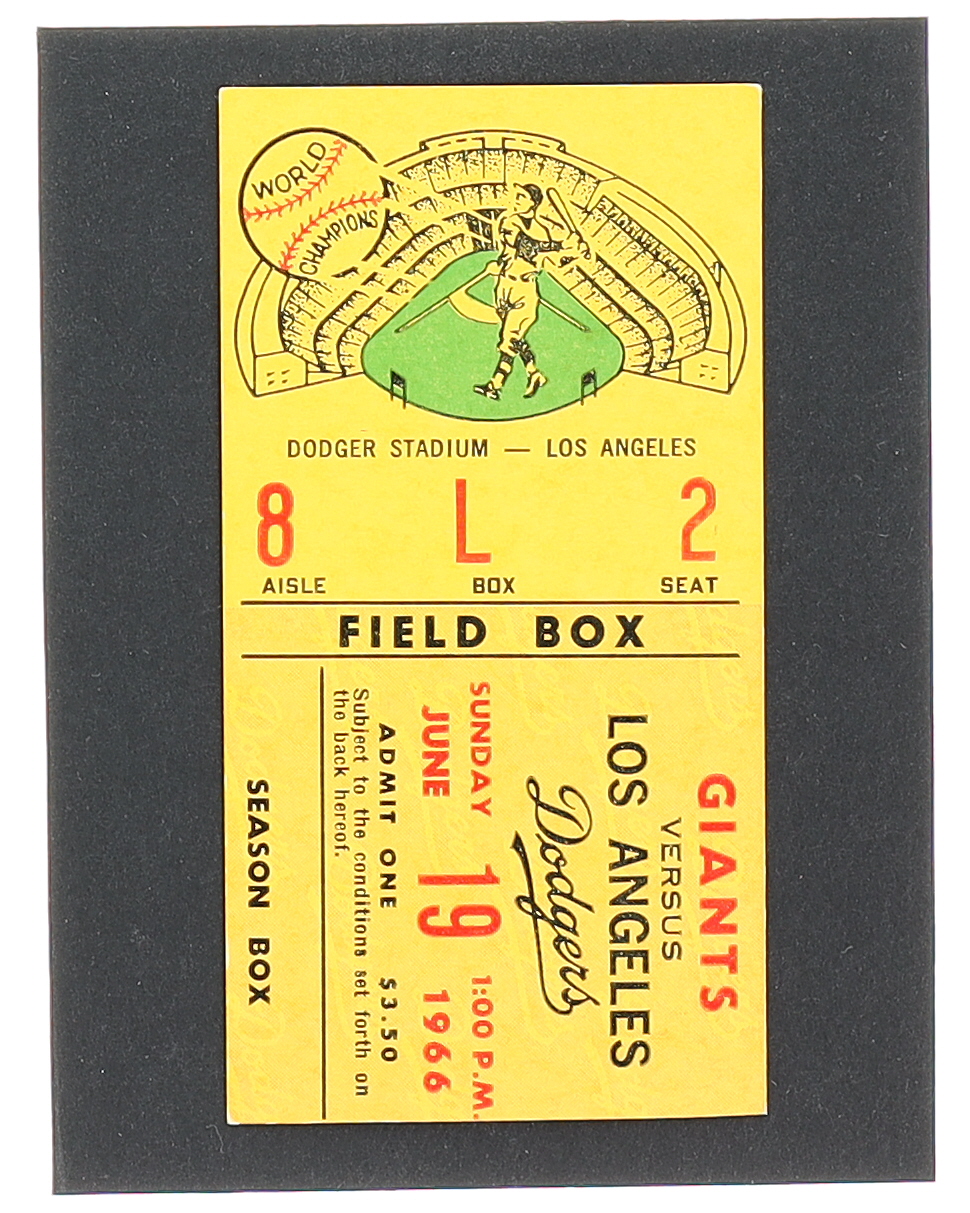 WORLD
CHAMPIONS
DODGER STADIUM — LOS ANGELES
8 L 2
AISLE BOX SEAT
FIELD BOX
GIANTS
VERSUS
LOS ANGELES
Dodgers
SUNDAY 19 1:00 P.M.
JUNE 1966
ADMIT ONE $3.50
Subject to the conditions set forth on
the back hereof.
SEASON BOX